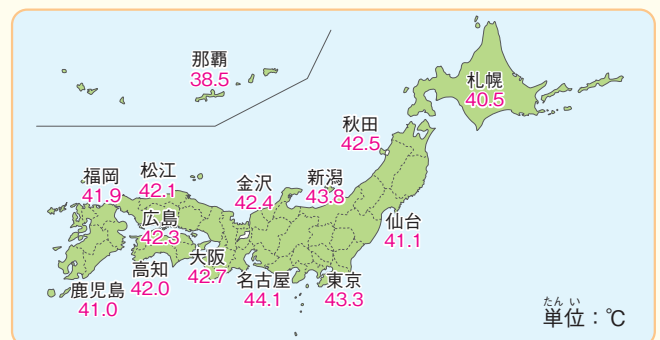 那覇
38.5
札幌
40.5
秋田
42.5
福岡
41.9
松江
42.1
金沢
42.4
新潟
43.8
広島
42.3
仙台
41.1
高知
42.0
大阪
42.7
名古屋
44.1
東京
43.3
鹿児島
41.0
たんい
単位：℃